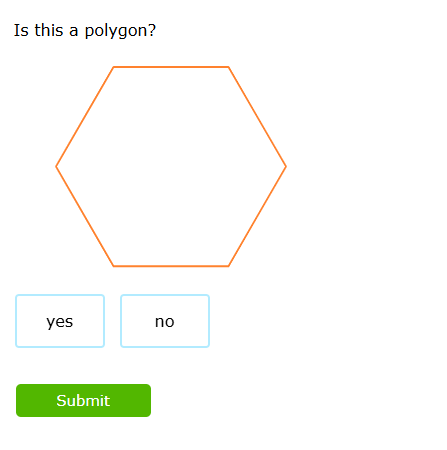 Is this a polygon?
yes
no
Submit